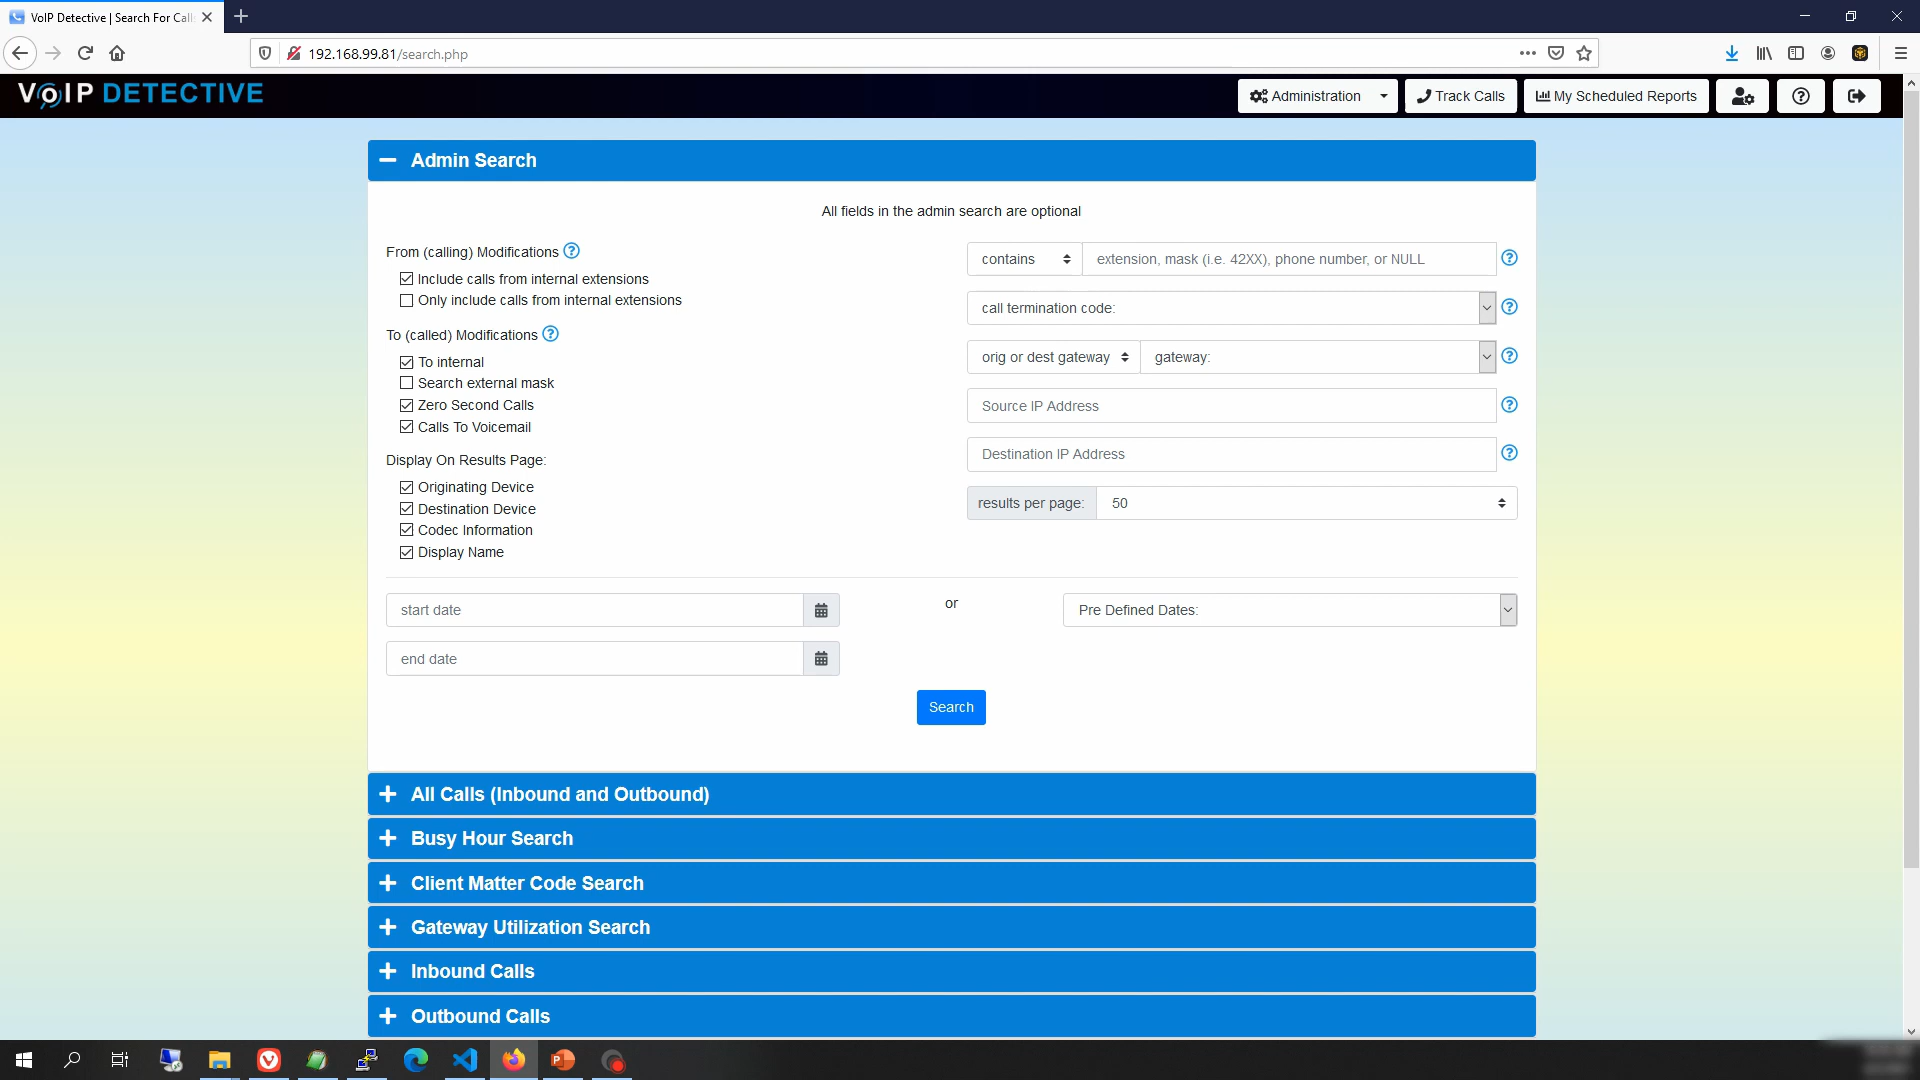 VoIP Detective | Search For Call
192.168.99.81/search.php
VoIP DETECTIVE
Administration
Track Calls
My Scheduled Reports
Admin Search
All fields in the admin search are optional
From (calling) Modifications
Include calls from internal extensions
Only include calls from internal extensions
To (called) Modifications
To internal
Search external mask
Zero Second Calls
Calls To Voicemail
Display On Results Page:
Originating Device
Destination Device
Codec Information
Display Name
contains
extension, mask (i.e. 42XX), phone number, or NULL
call termination code:
orig or dest gateway
gateway:
Source IP Address
Destination IP Address
results per page:
50
start date
or
Pre Defined Dates:
end date
Search
All Calls (Inbound and Outbound)
Busy Hour Search
Client Matter Code Search
Gateway Utilization Search
Inbound Calls
Outbound Calls